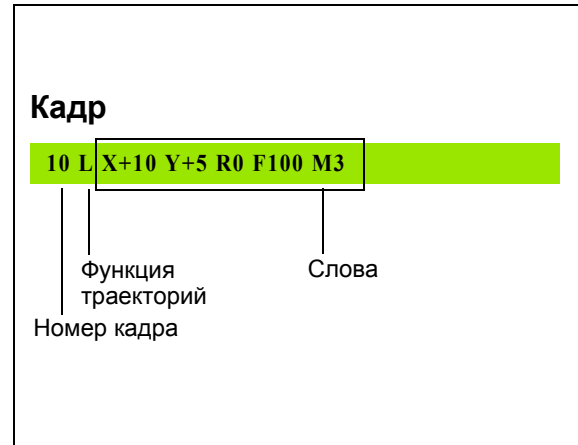 Кадр
10 L X+10 Y+5 R0 F100 M3
Функция
траекторий
Слова
Номер кадра